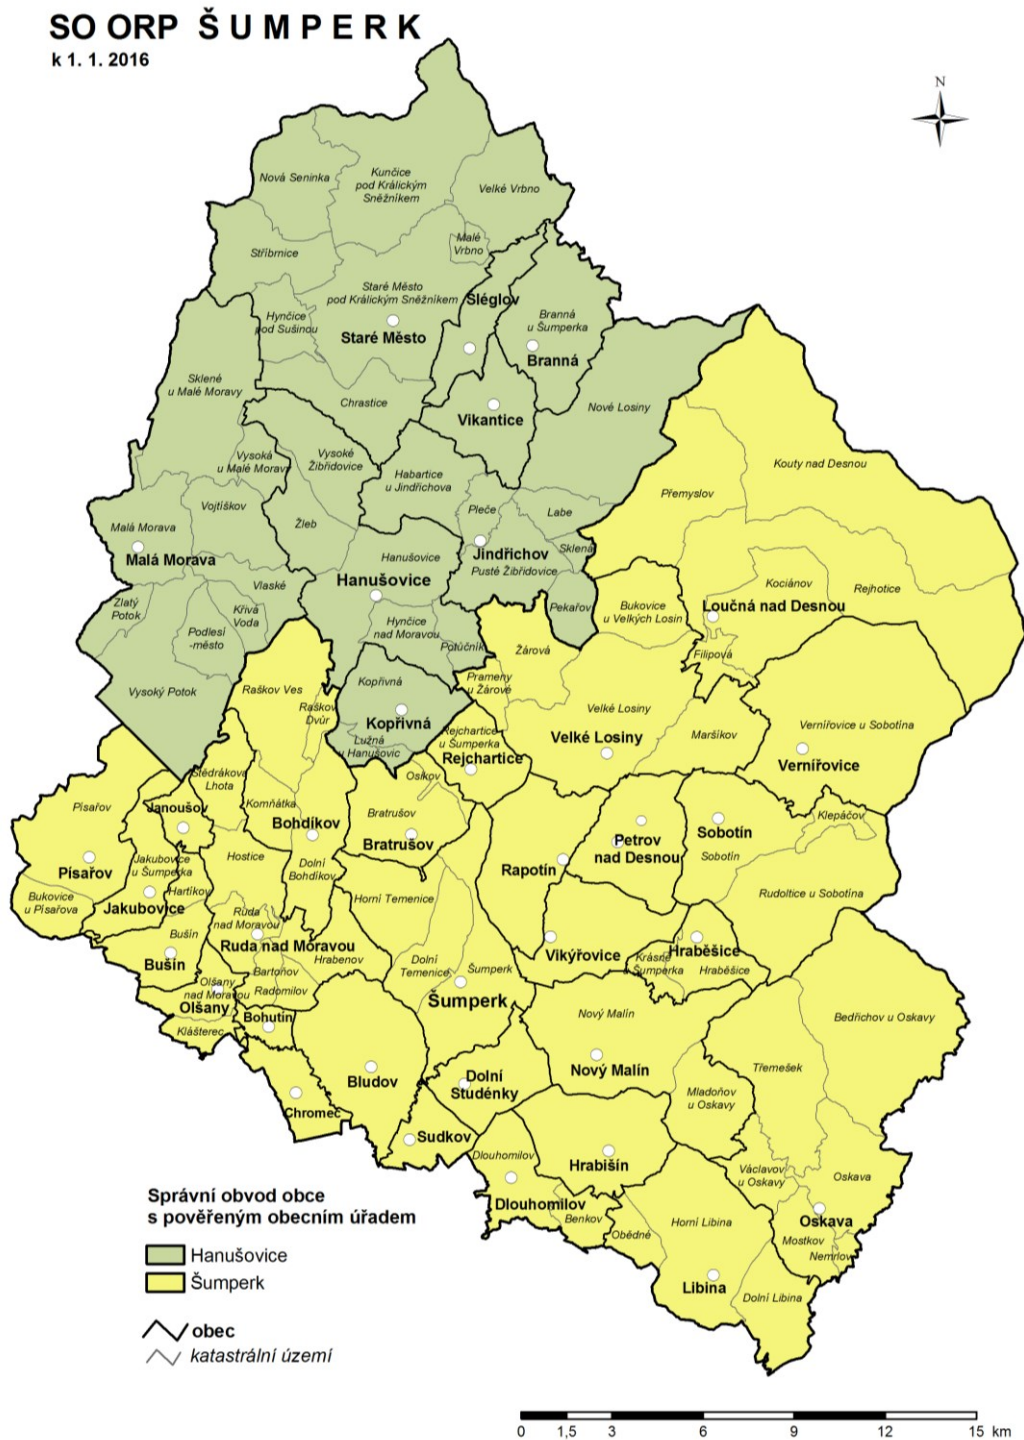 SO ORP ŠUMPERK
k 1. 1. 2016
N
Nová Seninka
Kunčice
pod Králickým
Sněžníkem
Velké Vrbno
Malé
Vrbno
Stříbrnice
Staré Město
pod Králickým Sněžníkem
Šléglov
Hynčice
pod Sušinou
Staré Město
Branná
u Šumperka
Branná
Sklené
u Malé Moravy
Chrastice
Vikantice
Nové Losiny
Vysoká
u Malé Moravy
Vysoké
Žibřidovice
Habartice
u Jindřichova
Kouty nad Desnou
Přemyslov
Vojtíškov
Malá Morava
Malá Morava
Žleb
Pleče
Labe
Hanušovice
Hanušovice
Jindřichov
Pusté Žibřidovice
Sklená
Vlaské
Zlatý
Potok
Křivá
Voda
Podlesí
-město
Hynčice
nad Moravou
Potůčník
Pekařov
Bukovice
u Velkých Losin
Kociánov
Rejhotice
Loučná nad Desnou
Filipová
Žárová
Vysoký Potok
Raškov Ves
Raškov
Dvůr
Kopřivná
Kopřivná
Lužná
u Hanušovic
Prameny
u Žárové
Velké Losiny
Velké Losiny
Maršíkov
Vernířovice u Sobotína
Vernířovice
Rejchartice
u Šumperka
Rejchartice
Štědrákova
Lhota
Osikov
Písařov
Písařov
Janoušov
Komňátka
Bohdíkov
Bratrušov
Bratrušov
Klepáčov
Petrov
nad Desnou
Sobotín
Sobotín
Jakubovice
u Šumperka
Hostice
Dolní
Bohdíkov
Rapotín
Rudoltice u Sobotína
Bukovice
u Písařova
Jakubovice
Hartíkov
Horní Temenice
Ruda
nad Moravou
Ruda nad Moravou
Hrabenov
Bušín
Bušín
Vikýřovice
Hraběšice
Krásné
u Šumperka
Hraběšice
Dolní
Temenice
Šumperk
Šumperk
Bartoňov
Radomilov
Olšany
nad Moravou
Olšany
Bohutín
Klášterec
Nový Malín
Nový Malín
Bedřichov u Oskavy
Třemešek
Bludov
Dolní
Studénky
Mladoňov
u Oskavy
Chromeč
Sudkov
Dlouhomilov
Dlouhomilov
Hrabišín
Václavov
u Oskavy
Oskava
Oskava
Benkov
Obědné
Horní Libina
Mostkov
Nemrlov
Libina
Dolní Libina
Správní obvod obce
s pověřeným obecním úřadem
Hanušovice
Šumperk
obec
katastrální území
0 1,5 3 6 9 12 15 km